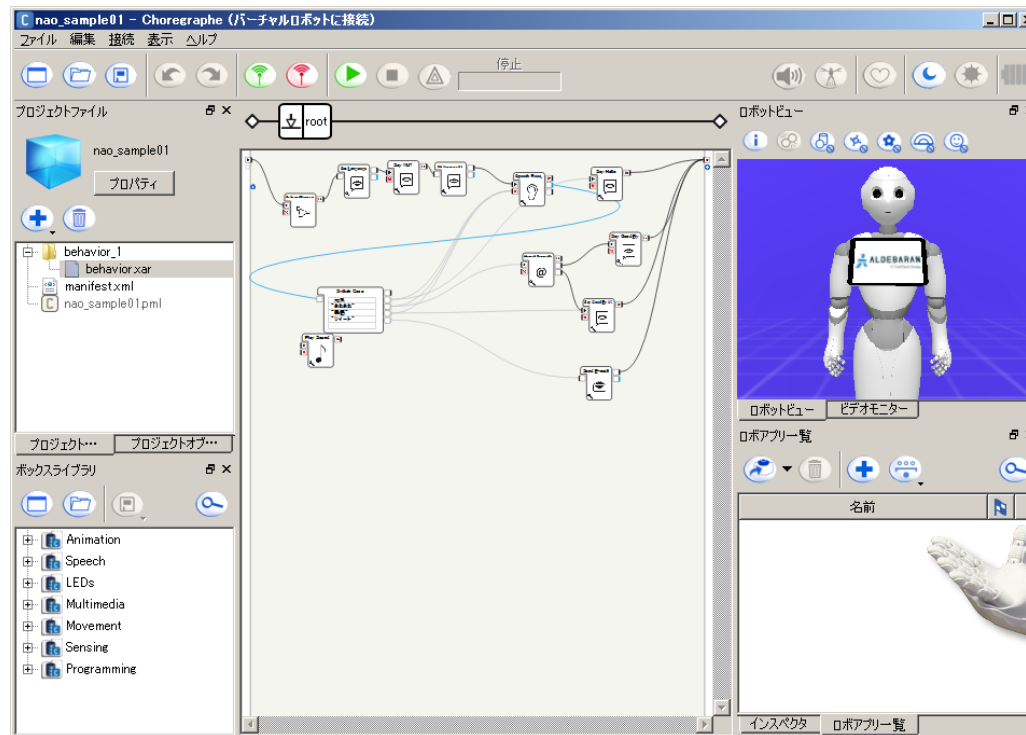 nao_sample01 - Choregraphe (バーチャルロボットに接続)
ファイル 編集 接続 表示 ヘルプ
停止
プロジェクトファイル
nao_sample01
プロパティ
behavior_1
behavior.xar
manifest.xml
nao_sample01.pml
プロジェクト… プロジェクトオブ…
ボックスライブラリ
Animation
Speech
LEDs
Multimedia
Movement
Sensing
Programming
root
Say Hello
Switch Case
Play Sound
@
ロボットビュー
ALDEBARAN
ロボットビュー ビデオモニター
ロボアプリ一覧
名前
インスペクタ ロボアプリ一覧